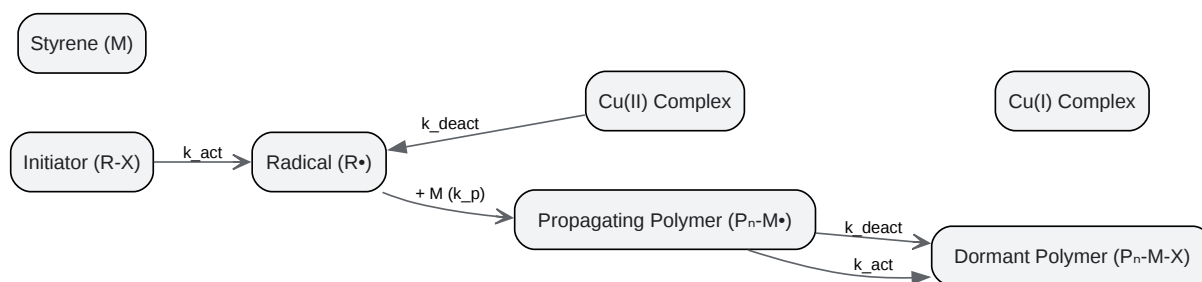 Styrene (M)
Cu(II) Complex
Cu(I) Complex
k_deact
Initiator (R-X)
k_act
Radical (R•)
+ M (k_p)
Propagating Polymer (Pₙ-M•)
k_deact
k_act
Dormant Polymer (Pₙ-M-X)